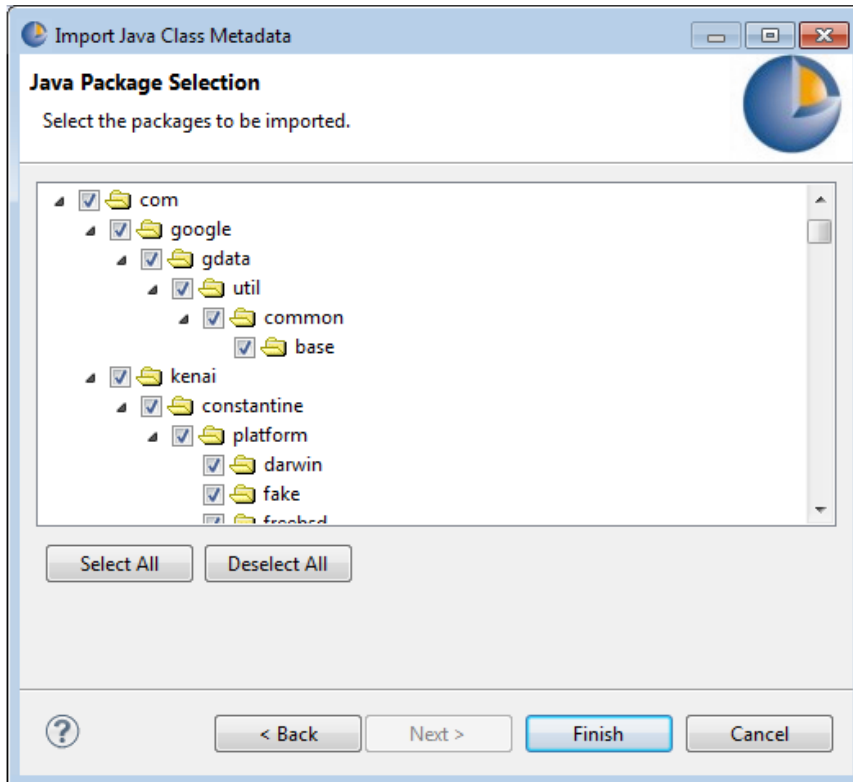 Import Java Class Metadata
Java Package Selection
Select the packages to be imported.
com
google
gdata
util
common
base
kenai
constantine
platform
darwin
fake
freebsd
Select All Deselect All
? < Back Next > Finish Cancel